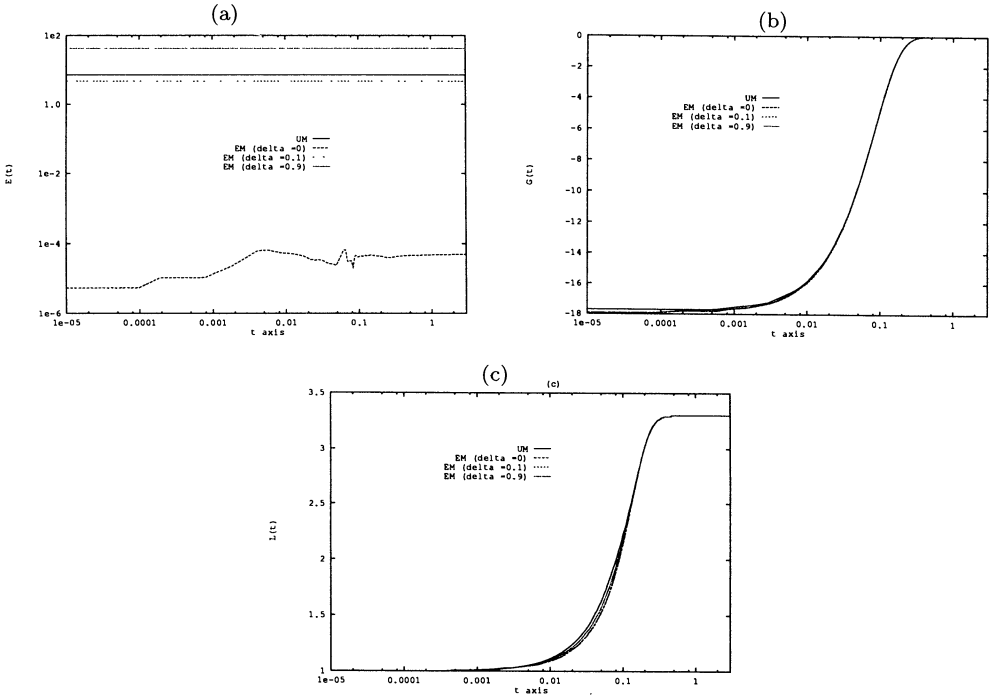 (a)
1e2
1.0
1e-2
1e-4
1e-6
E(t)
UM
EM (delta =0)
EM (delta =0.1)
EM (delta =0.9)
1e-05 0.0001 0.001 0.01 0.1 1
t axis
(b)
0
-2
-4
-6
-8
-10
-12
-14
-16
-18
G(t)
UM
EM (delta =0)
EM (delta =0.1)
EM (delta =0.9)
1e-05 0.0001 0.001 0.01 0.1 1
t axis
(c)
(c)
3.5
3
2.5
2
1.5
1
L(t)
UM
EM (delta =0)
EM (delta =0.1)
EM (delta =0.9)
1e-05 0.0001 0.001 0.01 0.1 1
t axis